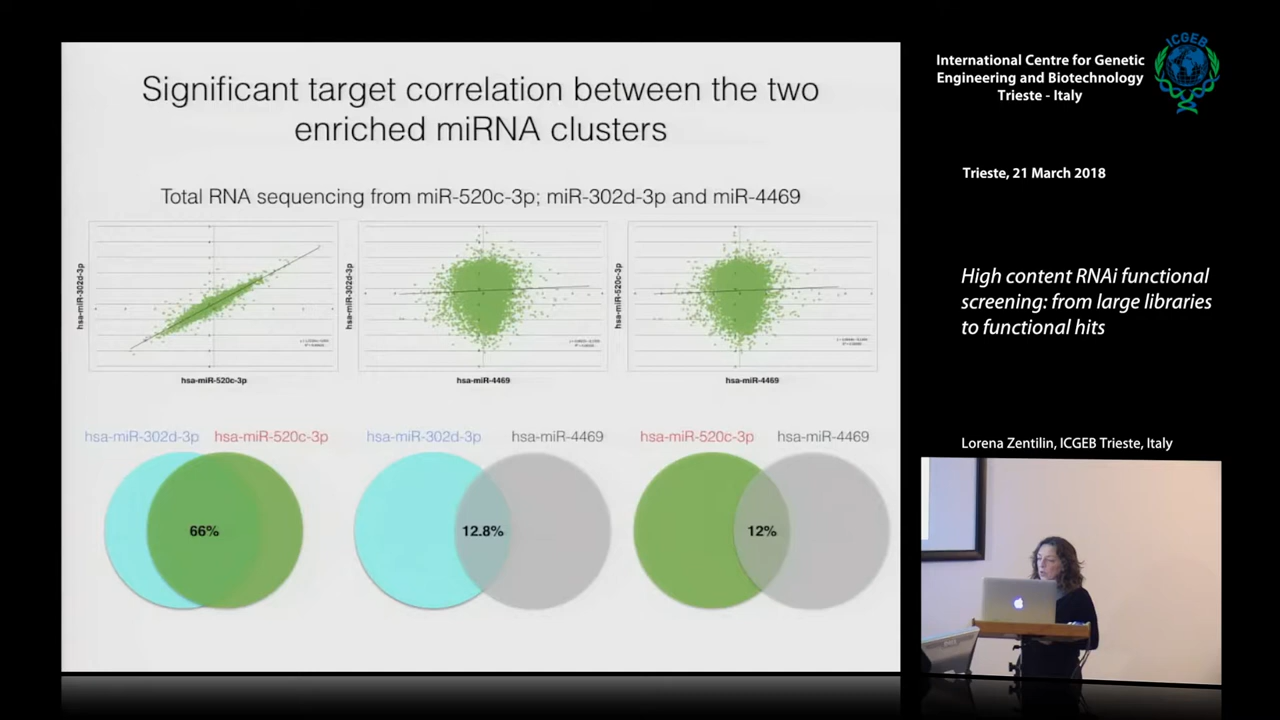 Significant target correlation between the two
enriched miRNA clusters
Total RNA sequencing from miR-520c-3p; miR-302d-3p and miR-4469
hsa-miR-302d-3p
hsa-miR-520c-3p
hsa-miR-302d-3p
hsa-miR-4469
hsa-miR-520c-3p
hsa-miR-4469
hsa-miR-302d-3p hsa-miR-520c-3p
66%
hsa-miR-302d-3p hsa-miR-4469
12.8%
hsa-miR-520c-3p hsa-miR-4469
12%
International Centre for Genetic
Engineering and Biotechnology
Trieste - Italy
ICGEB
Trieste, 21 March 2018
High content RNAi functional
screening: from large libraries
to functional hits
Lorena Zentilin, ICGEB Trieste, Italy